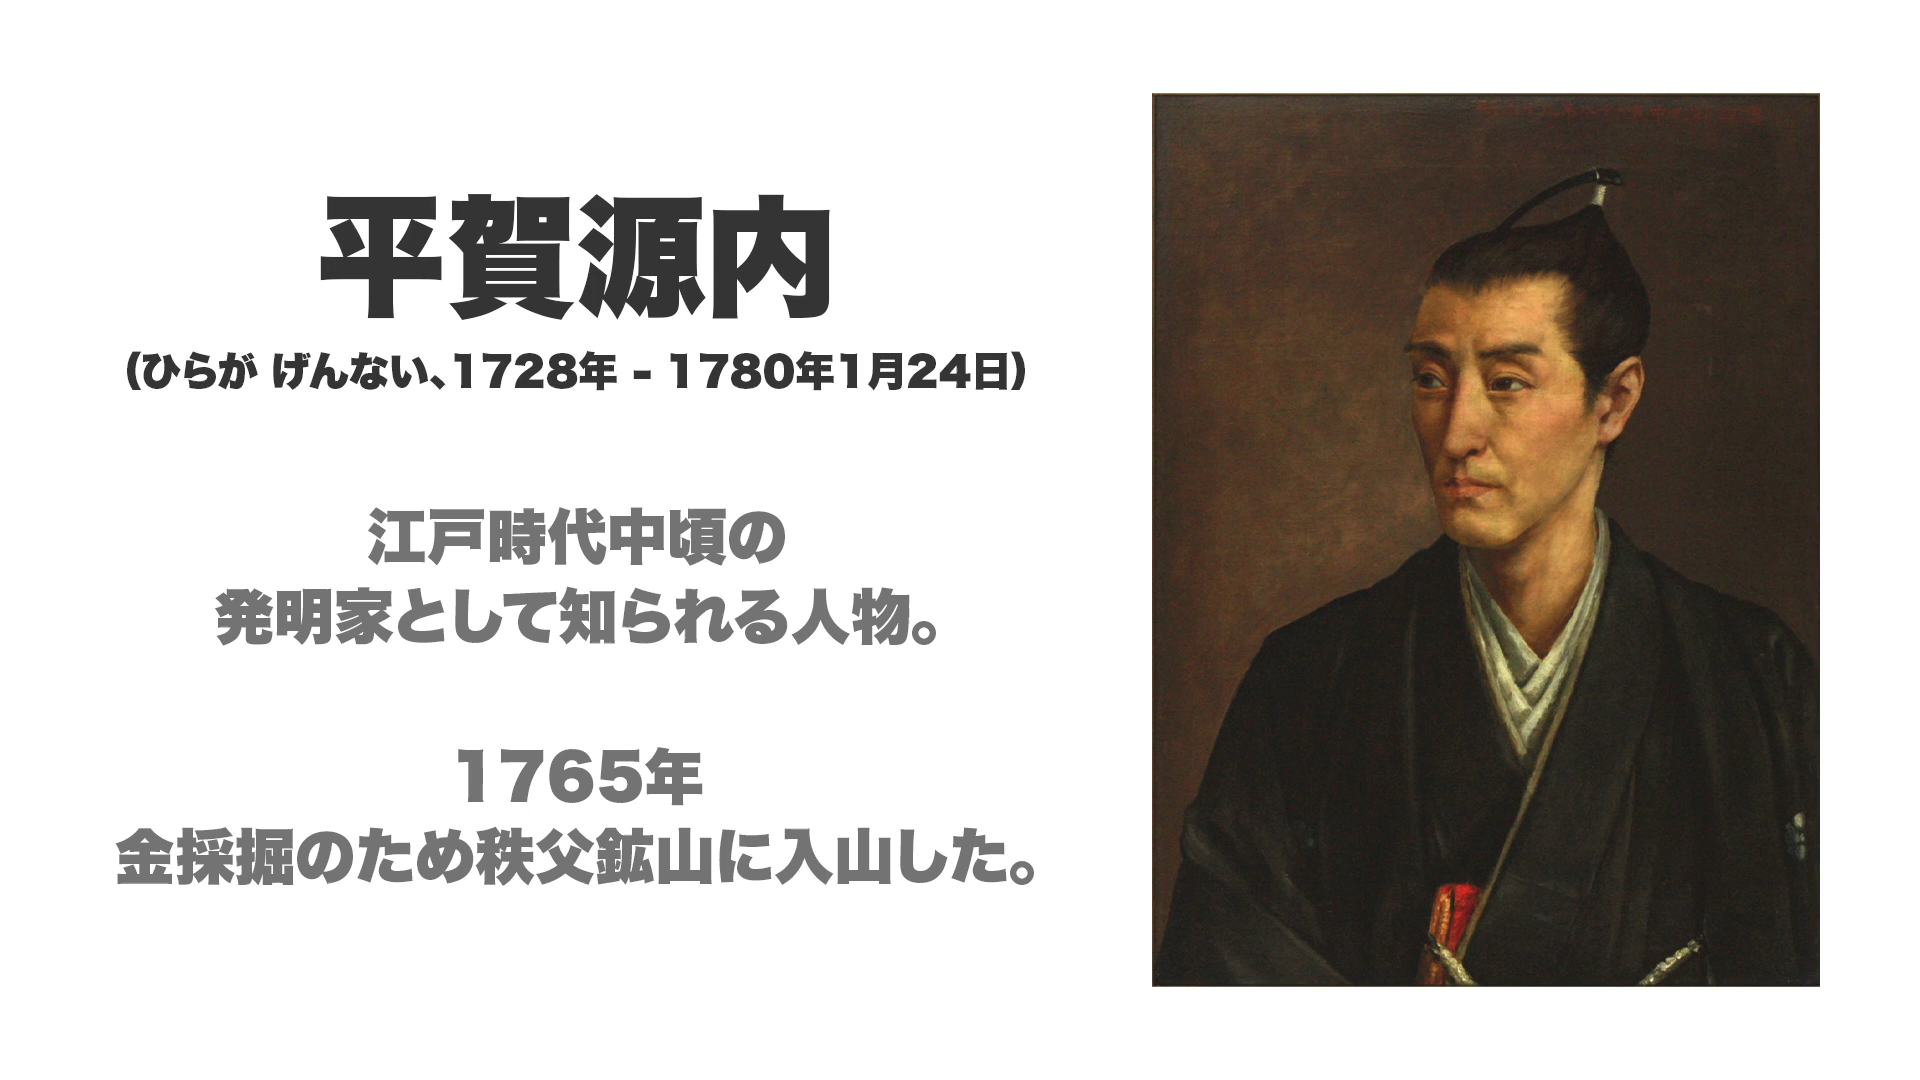 平賀源内
（ひらが げんない、1728年 - 1780年1月24日）
江戸時代中頃の
発明家として知られる人物。
1765年
金採掘のため秩父鉱山に入山した。